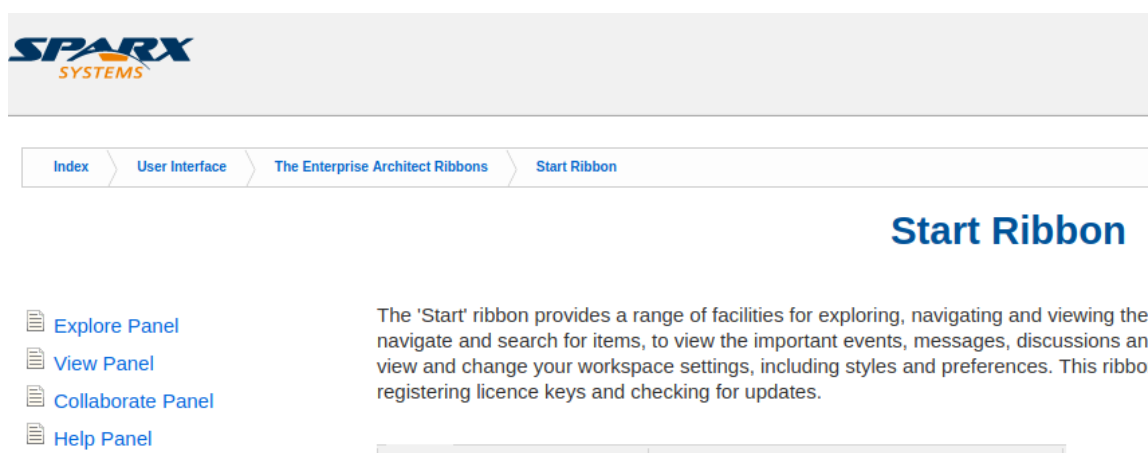 SPARX
SYSTEMS
Index
User Interface
The Enterprise Architect Ribbons
Start Ribbon
Start Ribbon
Explore Panel
View Panel
Collaborate Panel
Help Panel
The 'Start' ribbon provides a range of facilities for exploring, navigating and viewing the
navigate and search for items, to view the important events, messages, discussions an
view and change your workspace settings, including styles and preferences. This ribbo
registering licence keys and checking for updates.